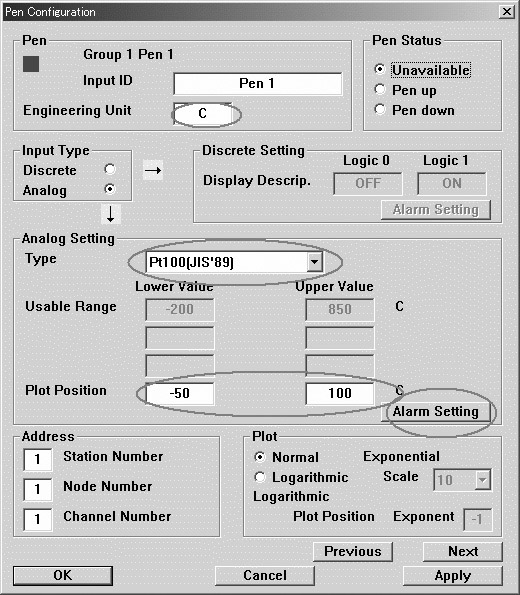 Pen Configuration
Pen
Group 1 Pen 1
Input ID Pen 1
Engineering Unit C
Pen Status
Unavailable
Pen up
Pen down
Input Type
Discrete
Analog
Discrete Setting
Logic 0 Logic 1
Display Descrip. OFF ON
Alarm Setting
Analog Setting
Type Pt100(JIS'89)
Lower Value Upper Value
Usable Range -200 850 C
Plot Position -50 100 C
Alarm Setting
Address
1 Station Number
1 Node Number
1 Channel Number
Plot
Normal Exponential
Logarithmic Scale 10
Logarithmic
Plot Position Exponent -1
Previous Next
OK Cancel Apply